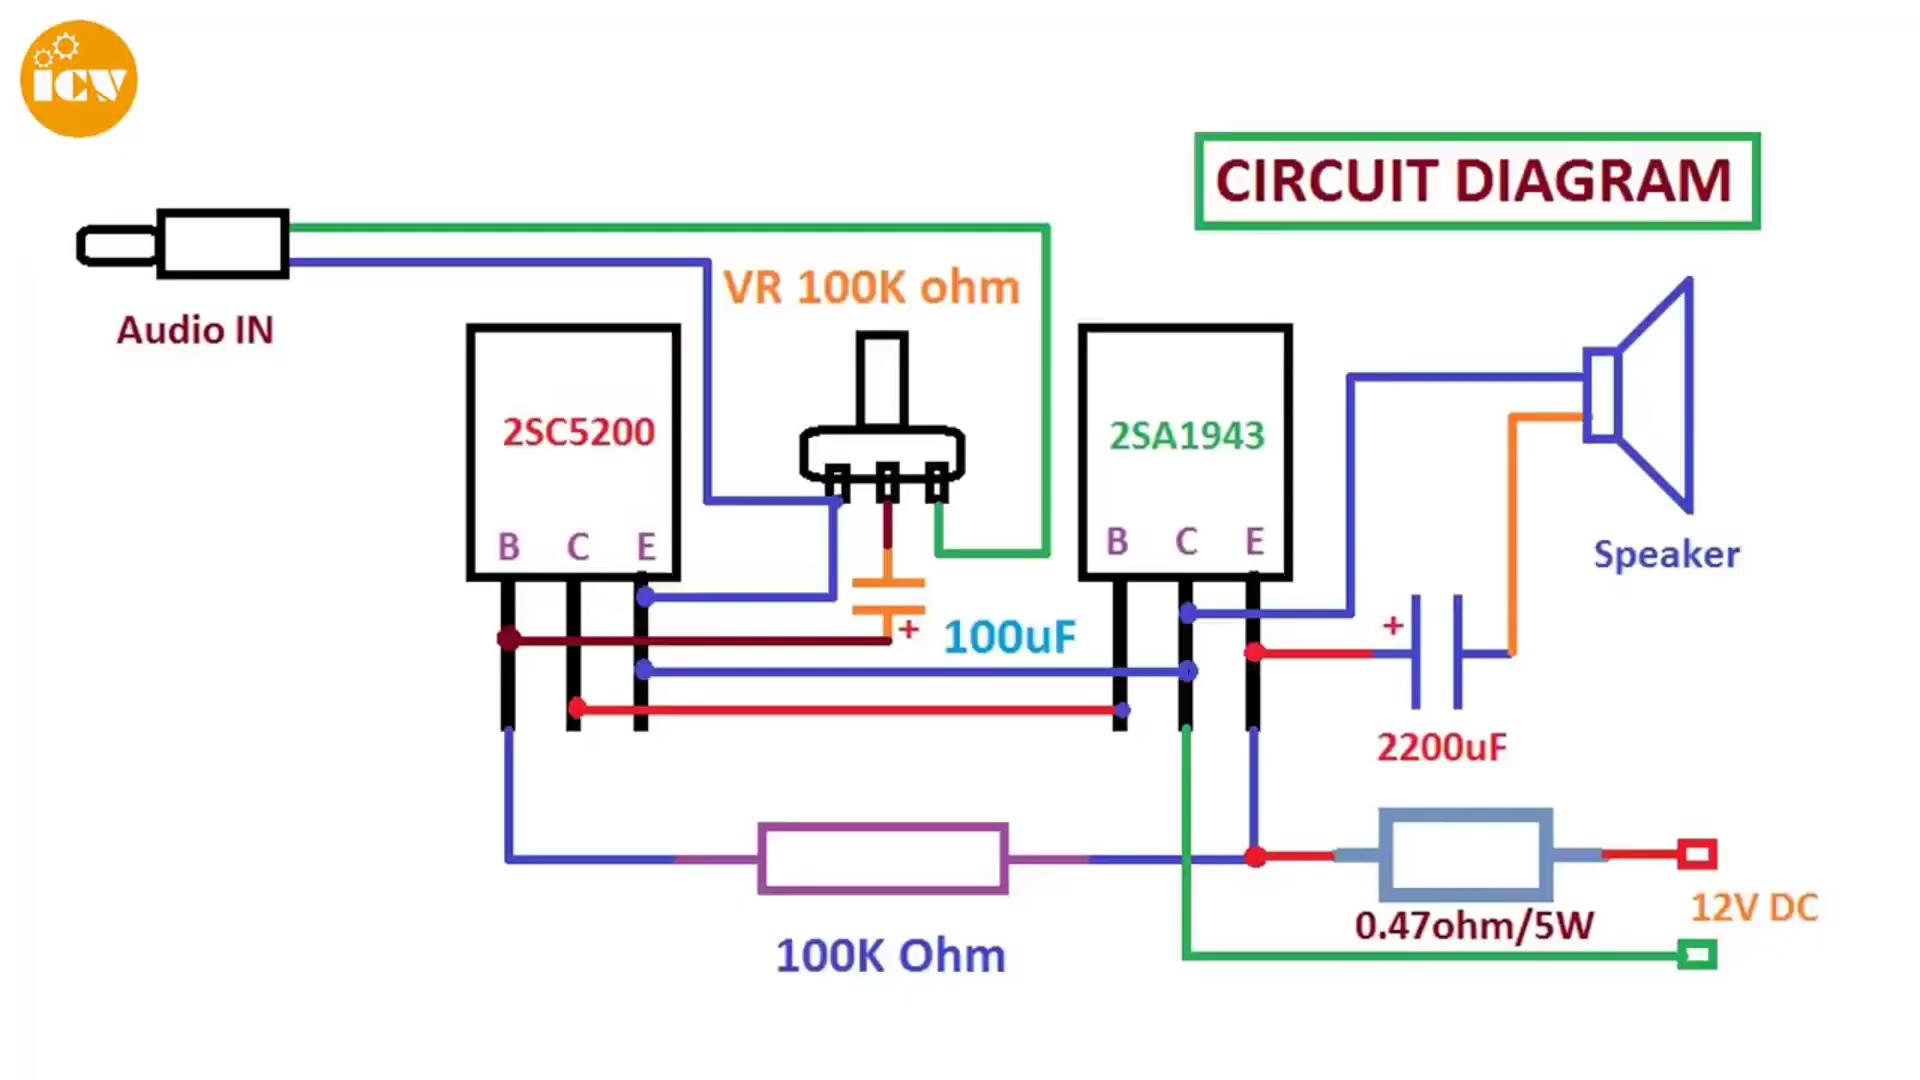 icw
CIRCUIT DIAGRAM
Audio IN
VR 100K ohm
2SC5200
2SA1943
B C E
B C E
Speaker
+
100uF
+
2200uF
12V DC
0.47ohm/5W
100K Ohm